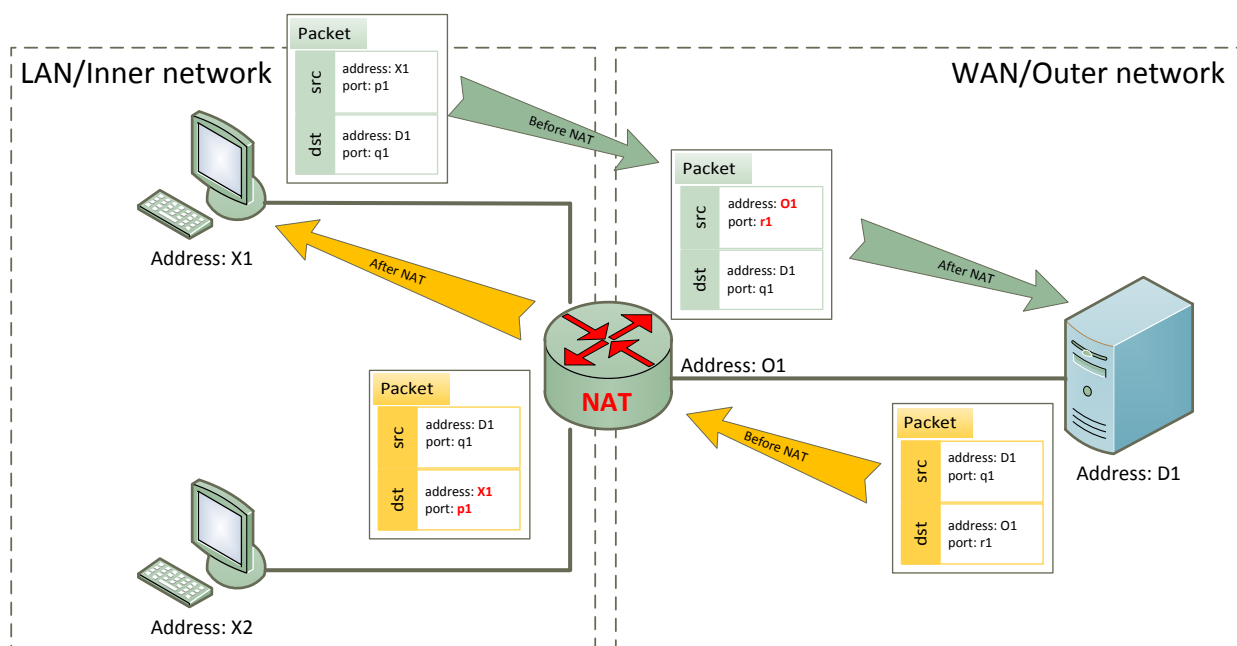 LAN/Inner network
WAN/Outer network
Packet
src
address: X1
port: p1
dst
address: D1
port: q1
Before NAT
Packet
src
address: O1
port: r1
dst
address: D1
port: q1
After NAT
Address: X1
After NAT
NAT
Address: O1
Address: D1
Before NAT
Packet
src
address: D1
port: q1
dst
address: O1
port: r1
Packet
src
address: D1
port: q1
dst
address: X1
port: p1
Address: X2